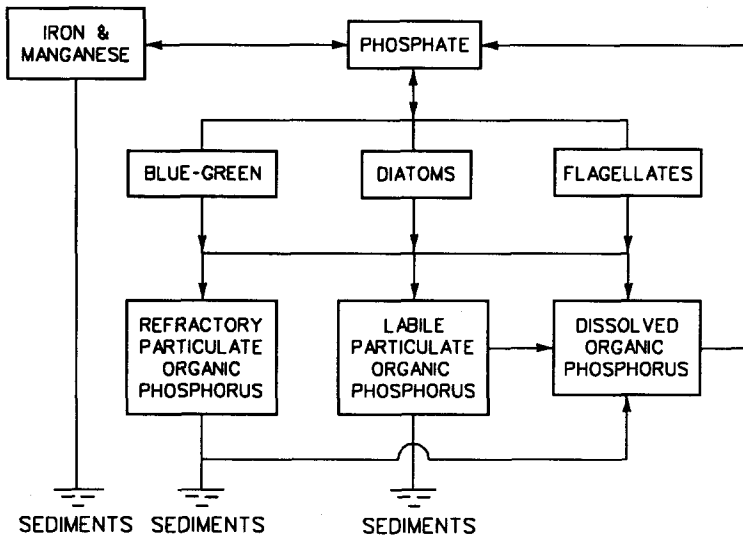 IRON &
MANGANESE
PHOSPHATE
BLUE-GREEN
DIATOMS
FLAGELLATES
REFRACTORY
PARTICULATE
ORGANIC
PHOSPHORUS
LABILE
PARTICULATE
ORGANIC
PHOSPHORUS
DISSOLVED
ORGANIC
PHOSPHORUS
SEDIMENTS
SEDIMENTS
SEDIMENTS